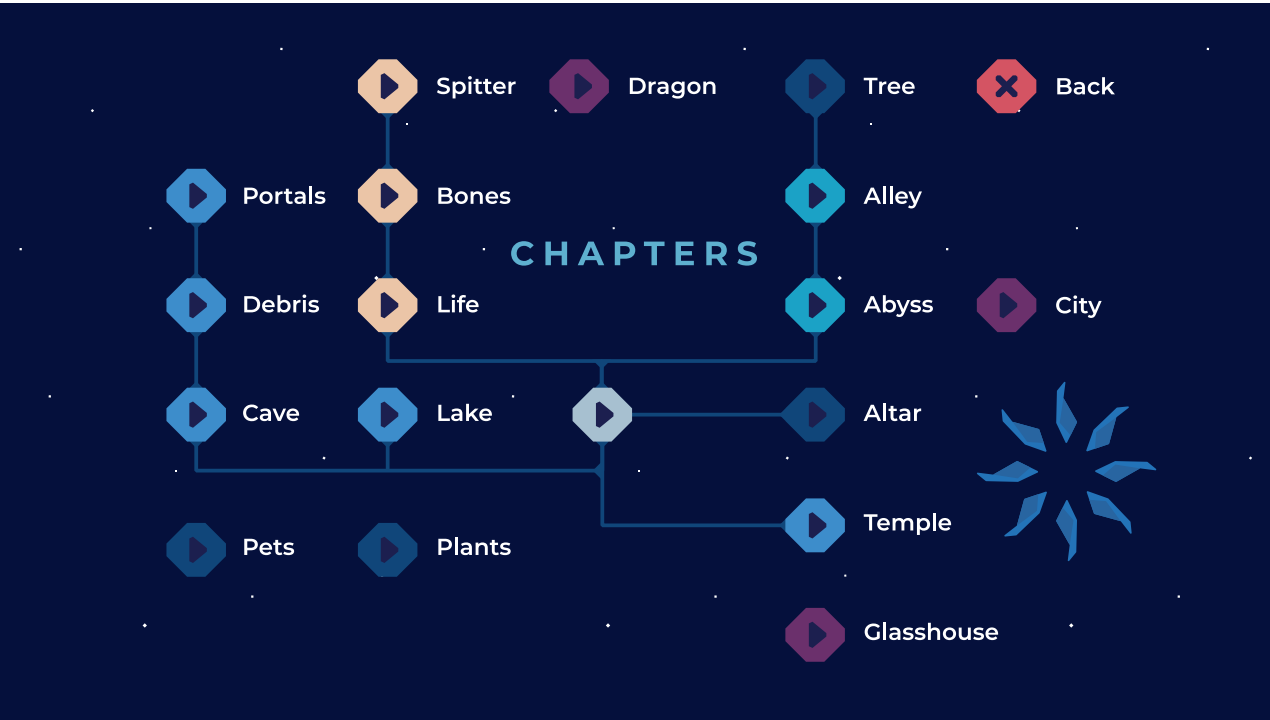 Spitter
Dragon
Tree
Back
Portals
Bones
Alley
CHAPTERS
Debris
Life
Abyss
City
Cave
Lake
Altar
Temple
Pets
Plants
Glasshouse